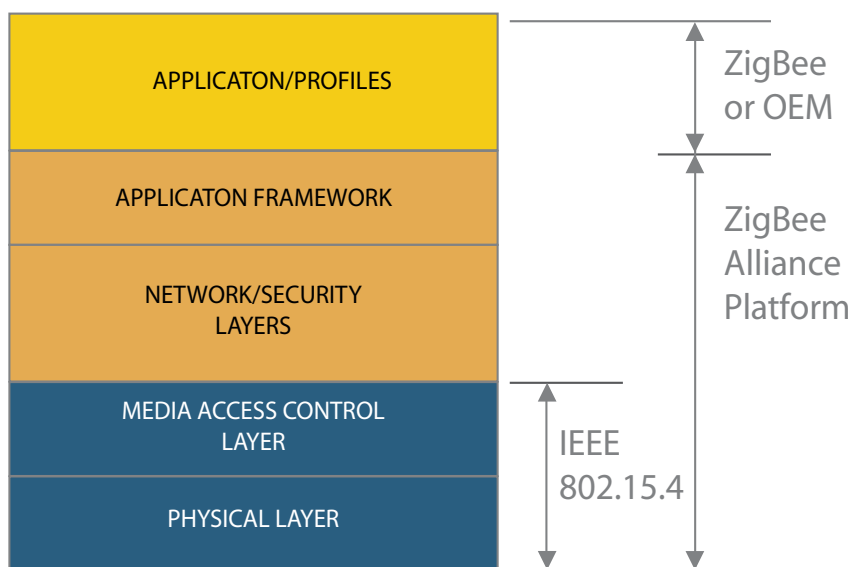 APPLICATON/PROFILES
APPLICATON FRAMEWORK
NETWORK/SECURITY
LAYERS
MEDIA ACCESS CONTROL
LAYER
PHYSICAL LAYER
ZigBee
or OEM
ZigBee
Alliance
Platform
IEEE
802.15.4